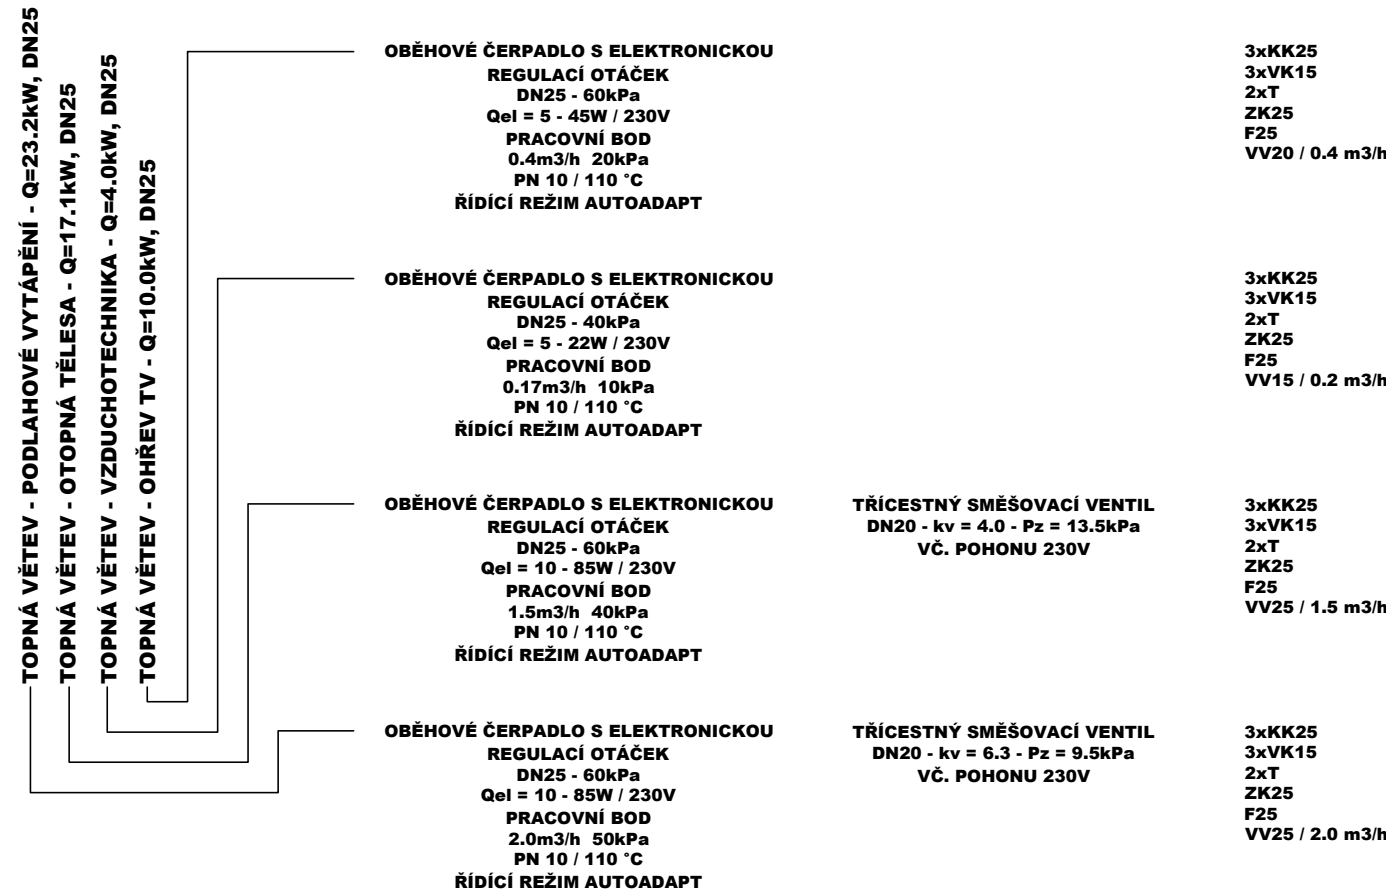 TOPNÁ VĚTEV - PODLAHOVÉ VYTÁPĚNÍ - Q=23.2kW, DN25
TOPNÁ VĚTEV - OTOPNÁ TĚLESA - Q=17.1kW, DN25
TOPNÁ VĚTEV - VZDUCHOTECHNIKA - Q=4.0kW, DN25
TOPNÁ VĚTEV - OHŘEV TV - Q=10.0kW, DN25
OBĚHOVÉ ČERPADLO S ELEKTRONICKOU
REGULACÍ OTÁČEK
DN25 - 60kPa
Qel = 5 - 45W / 230V
PRACOVNÍ BOD
0.4m3/h 20kPa
PN 10 / 110 °C
ŘÍDÍCÍ REŽIM AUTOADAPT
3xKK25
3xVK15
2xT
ZK25
F25
VV20 / 0.4 m3/h
OBĚHOVÉ ČERPADLO S ELEKTRONICKOU
REGULACÍ OTÁČEK
DN25 - 40kPa
Qel = 5 - 22W / 230V
PRACOVNÍ BOD
0.17m3/h 10kPa
PN 10 / 110 °C
ŘÍDÍCÍ REŽIM AUTOADAPT
3xKK25
3xVK15
2xT
ZK25
F25
VV15 / 0.2 m3/h
OBĚHOVÉ ČERPADLO S ELEKTRONICKOU
REGULACÍ OTÁČEK
DN25 - 60kPa
Qel = 10 - 85W / 230V
PRACOVNÍ BOD
1.5m3/h 40kPa
PN 10 / 110 °C
ŘÍDÍCÍ REŽIM AUTOADAPT
TŘÍCESTNÝ SMĚŠOVACÍ VENTIL
DN20 - kv = 4.0 - Pz = 13.5kPa
VČ. POHONU 230V
3xKK25
3xVK15
2xT
ZK25
F25
VV25 / 1.5 m3/h
OBĚHOVÉ ČERPADLO S ELEKTRONICKOU
REGULACÍ OTÁČEK
DN25 - 60kPa
Qel = 10 - 85W / 230V
PRACOVNÍ BOD
2.0m3/h 50kPa
PN 10 / 110 °C
ŘÍDÍCÍ REŽIM AUTOADAPT
TŘÍCESTNÝ SMĚŠOVACÍ VENTIL
DN20 - kv = 6.3 - Pz = 9.5kPa
VČ. POHONU 230V
3xKK25
3xVK15
2xT
ZK25
F25
VV25 / 2.0 m3/h